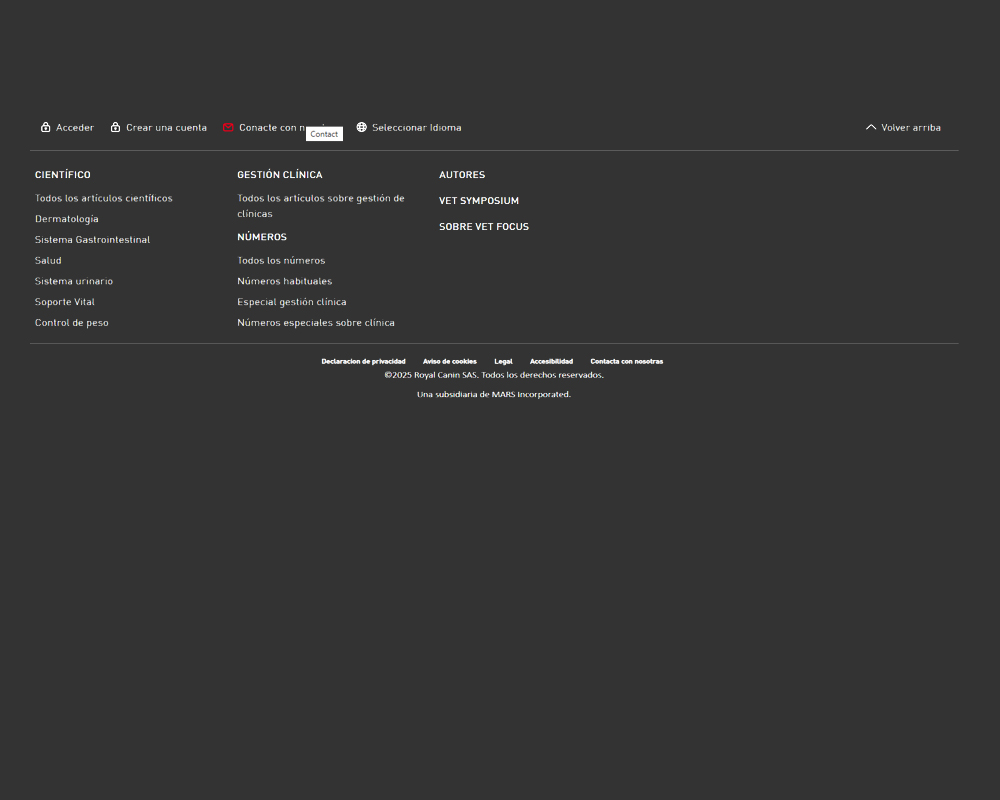 Acceder Crear una cuenta Conacte con Seleccionar Idioma Volver arriba
Contact
CIENTÍFICO
Todos los artículos científicos
Dermatología
Sistema Gastrointestinal
Salud
Sistema urinario
Soporte Vital
Control de peso
GESTIÓN CLÍNICA
Todos los artículos sobre gestión de
clínicas
NÚMEROS
Todos los números
Números habituales
Especial gestión clínica
Números especiales sobre clínica
AUTORES
VET SYMPOSIUM
SOBRE VET FOCUS
Declaracion de privacidad Aviso de cookies Legal Accesibilidad Contacta con nosotras
©2025 Royal Canin SAS. Todos los derechos reservados.
Una subsidiaria de MARS Incorporated.